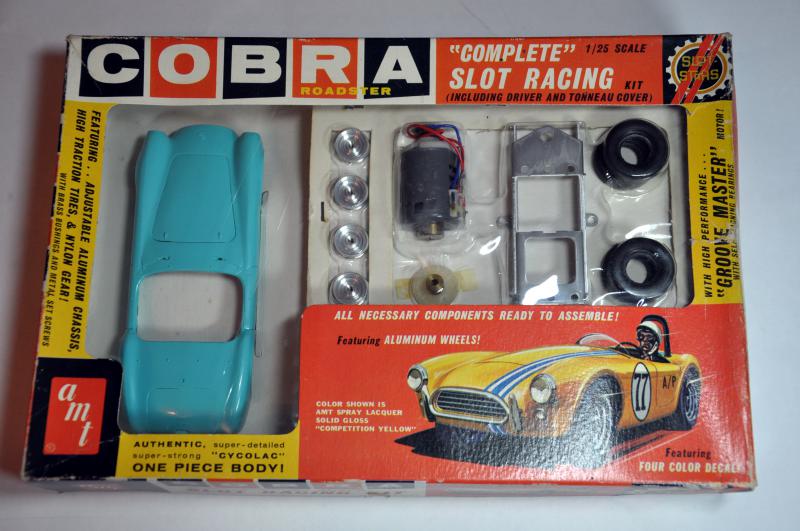 COBRA
ROADSTER
"COMPLETE" 1/25 SCALE
SLOT RACING KIT
(INCLUDING DRIVER AND TONNEAU COVER)
SLOT
STARS
FEATURING . . ADJUSTABLE ALUMINUM CHASSIS,
HIGH TRACTION TIRES, & NYLON GEAR!
WITH BRASS BUSHINGS AND METAL SET SCREWS
WITH HIGH PERFORMANCE . . .
"GROOVE MASTER" MOTOR!
WITH BEARINGS
ALL NECESSARY COMPONENTS READY TO ASSEMBLE!
Featuring ALUMINUM WHEELS!
COLOR SHOWN IS
AMT SPRAY LACQUER
SOLID GLOSS
"COMPETITION YELLOW"
77
A/P
Featuring
FOUR COLOR DECAL
amt
AUTHENTIC, super-detailed
super-strong "CYCOLAC"
ONE PIECE BODY!